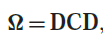 Ω = DCD,